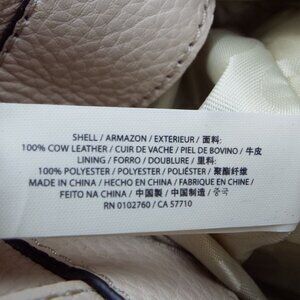 SHELL / ARMAZON / EXTERIEUR / 面料:
100% COW LEATHER / CUIR DE VACHE / PIEL DE BOVINO / 牛皮
LINING / FORRO / DOUBLURE / 里料:
100% POLYESTER / POLYESTER / POLIÉSTER / 聚酯纤维
MADE IN CHINA / HECHO EN CHINA / FABRIQUE EN CHINE /
FEITO NA CHINA / 中国製 / 中国制造 / 중국
RN 0102760 / CA 57710